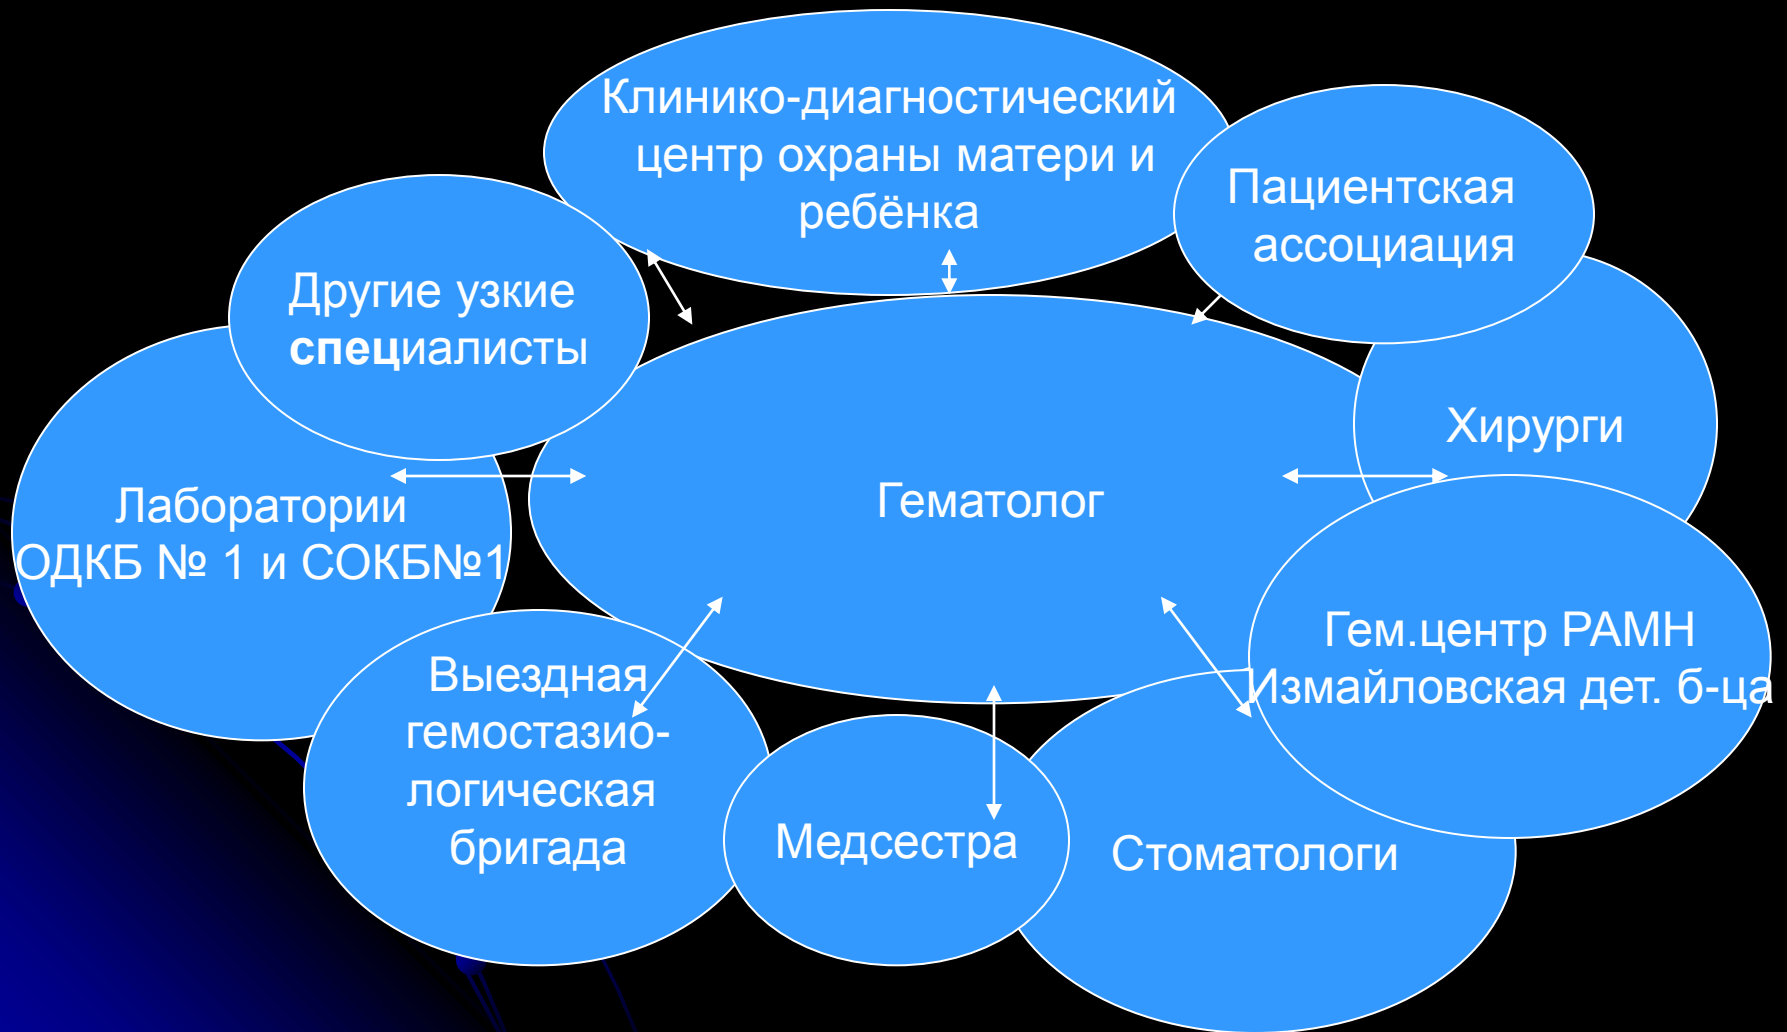 Клинико-диагностический
центр охраны матери и
ребёнка
Пациентская
ассоциация
Другие узкие
специалисты
Хирурги
Гематолог
Лаборатории
ОДКБ № 1 и СОКБ№1
Гем.центр РАМН
Измайловская дет. б-ца
Выездная
гемостазио-
логическая
бригада
Медсестра
Стоматологи